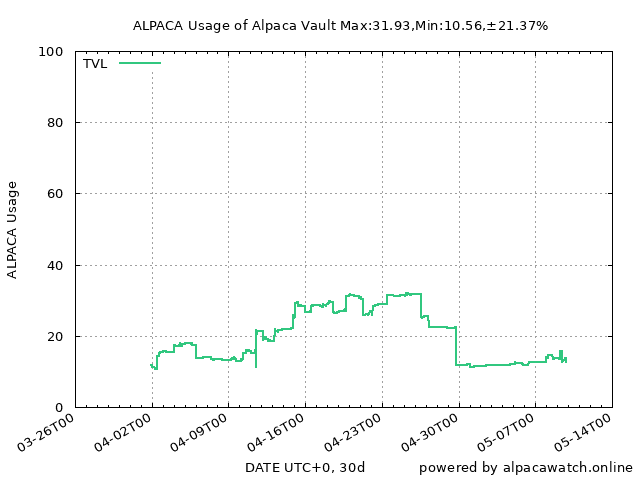 ALPACA Usage of Alpaca Vault Max:31.93,Min:10.56,±21.37%
100
TVL
80
60
ALPACA Usage
40
20
0
03-26T00
04-02T00
04-09T00
04-16T00
04-23T00
04-30T00
05-07T00
05-14T00
DATE UTC+0, 30d
powered by alpacawatch.online